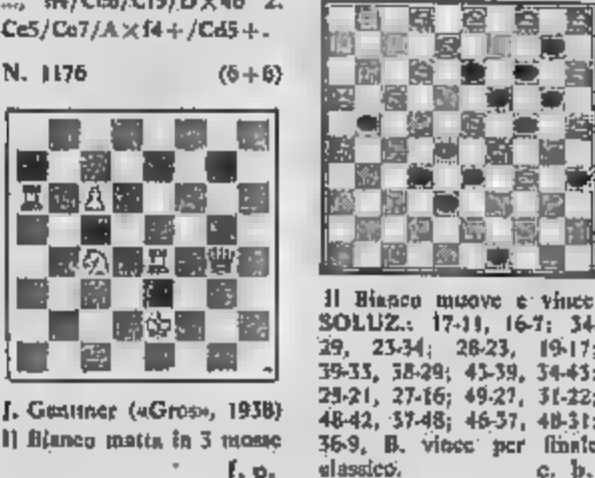 Ce5/Cc7/A×f4+/Cd5+.
N. 1176 (6+6)
J. («Gros», 1938)
Il Bianco matta in 3 mosse
f. p.
Il Bianco muove e vince
SOLUZ.: 17-11, 16-7; 34-
29, 23-34; 28-23, 19-17;
39-33, 38-29; 43-39, 34-43;
25-21, 27-16; 49-27, 31-22;
48-42, 37-48; 46-37, 48-31;
36-9, B. vince per finale
classico. c. b.